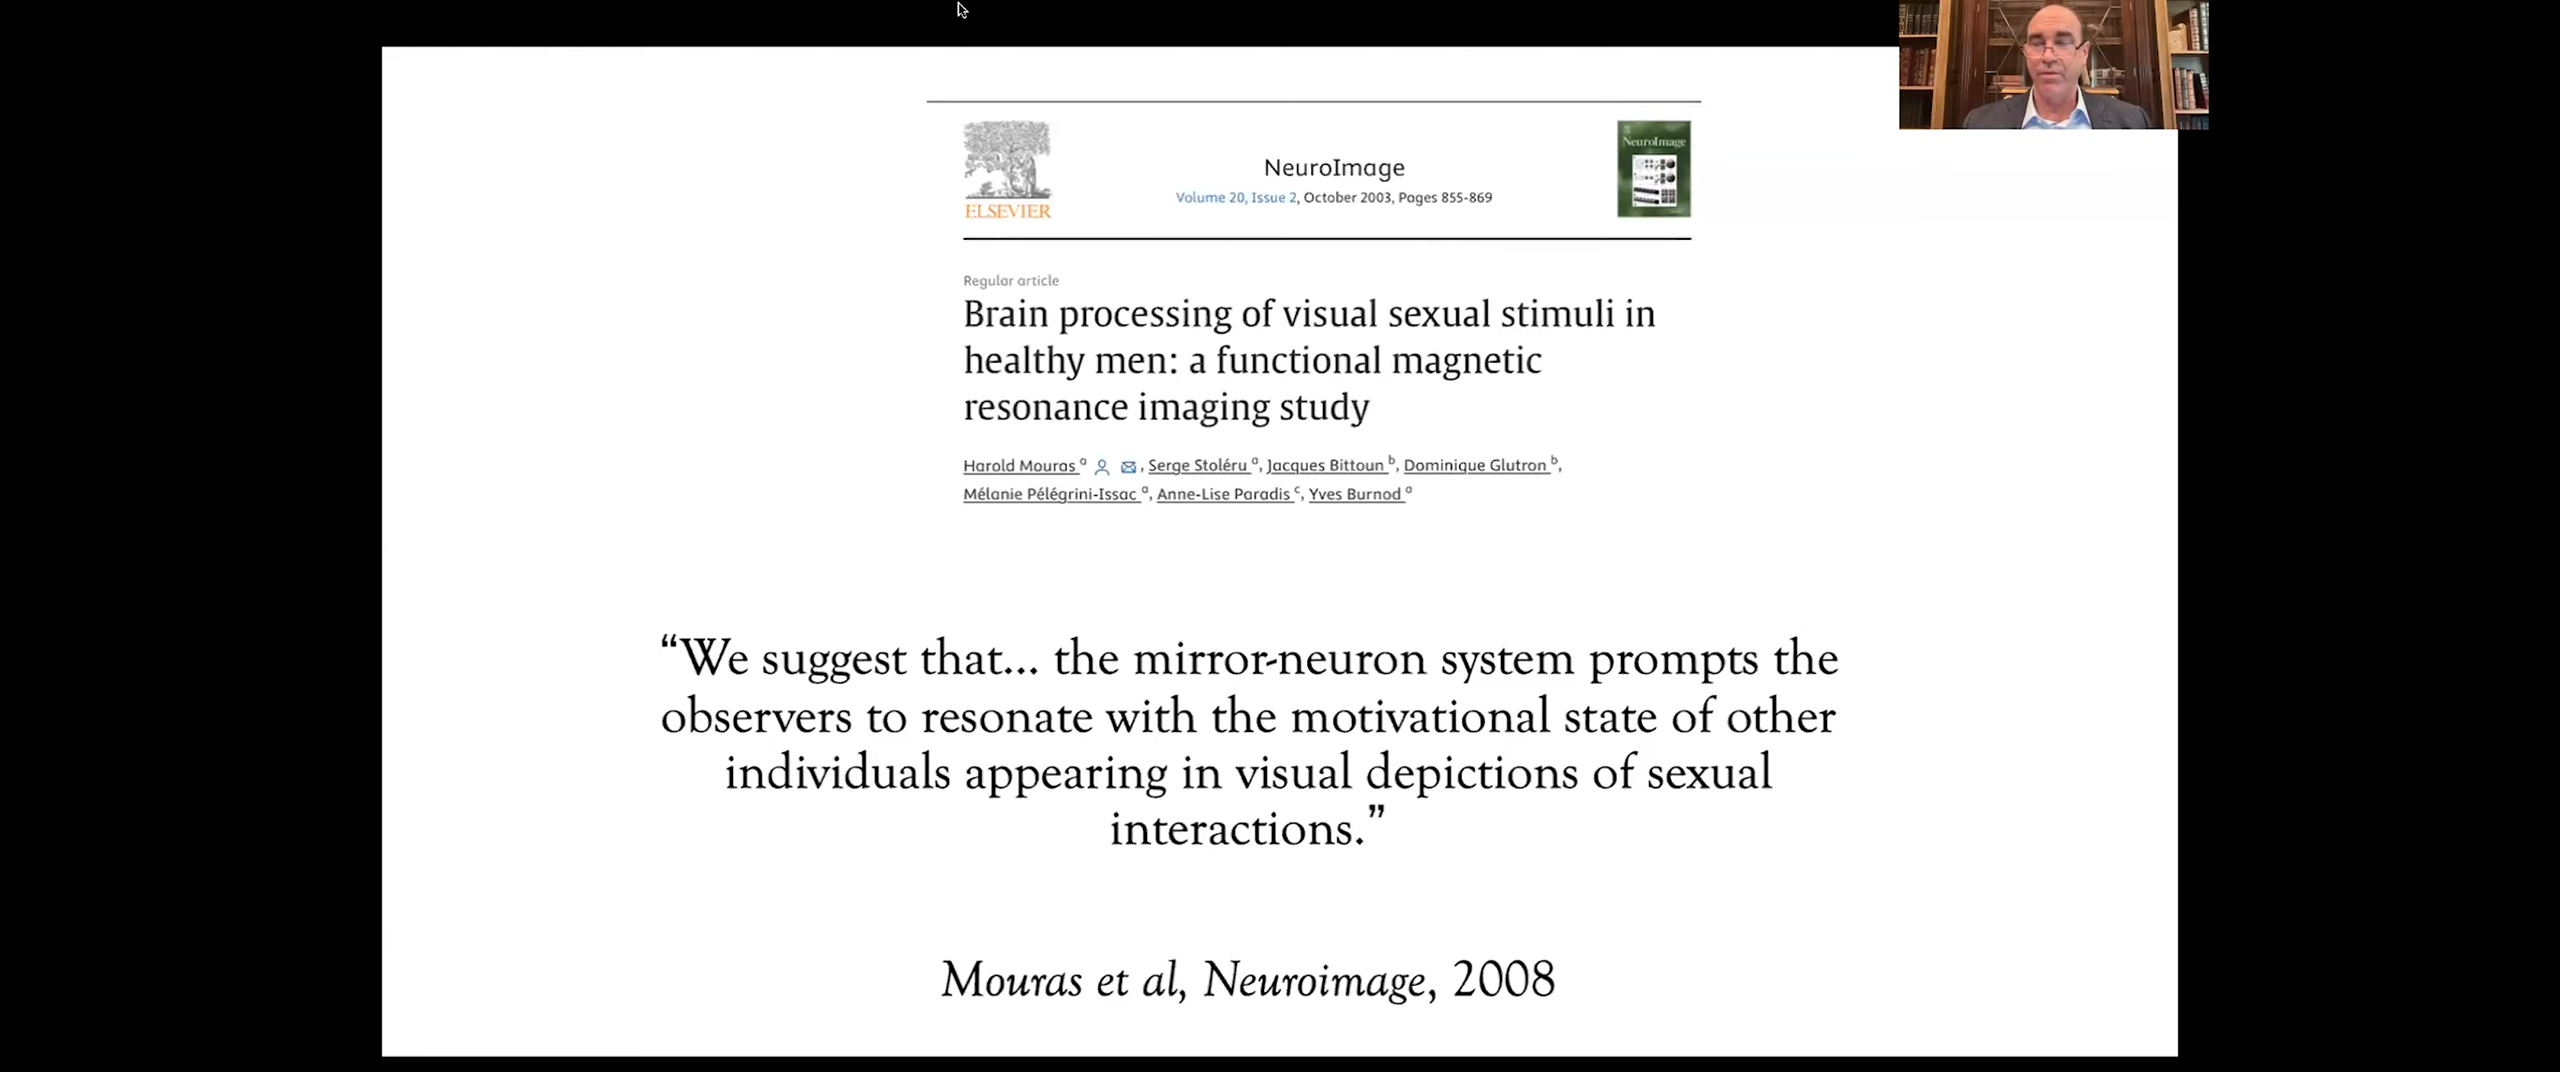 ELSEVIER
NeuroImage
Volume 20, Issue 2, October 2003, Pages 855-869
NeuroImage
Regular article
Brain processing of visual sexual stimuli in
healthy men: a functional magnetic
resonance imaging study
Harold Mouras a, Serge Stoléru a, Jacques Bittoun b, Dominique Glutron b,
Mélanie Pélégrini-Issac a, Anne-Lise Paradis c, Yves Burnod a
“We suggest that... the mirror-neuron system prompts the
observers to resonate with the motivational state of other
individuals appearing in visual depictions of sexual
interactions.”
Mouras et al, Neuroimage, 2008